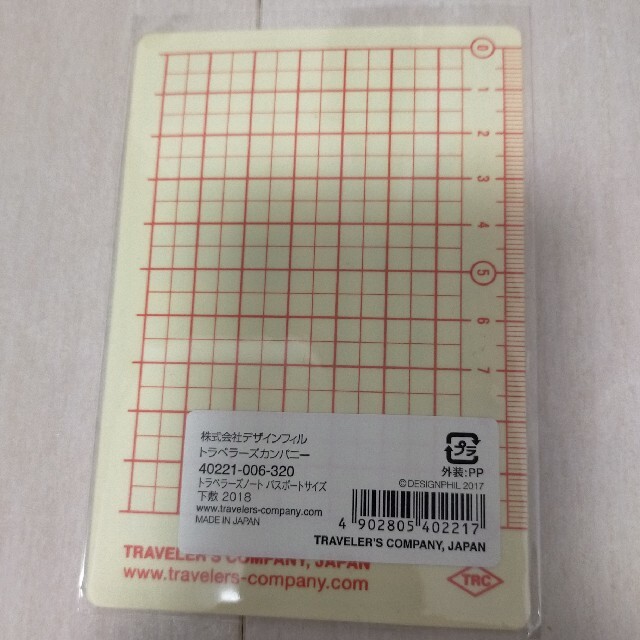 0
1
2
3
4
5
6
7
株式会社デザインフィル
トラベラーズカンパニー
40221-006-320
トラベラーズノート パスポートサイズ
下敷 2018
www.travelers-company.com
MADE IN JAPAN
プラ
外装:PP
©DESIGNPHIL 2017
4 902805 402217
TRAVELER'S COMPANY, JAPAN
TRAVELER'S COMPANY, JAPAN
www.travelers-company.com
TRC